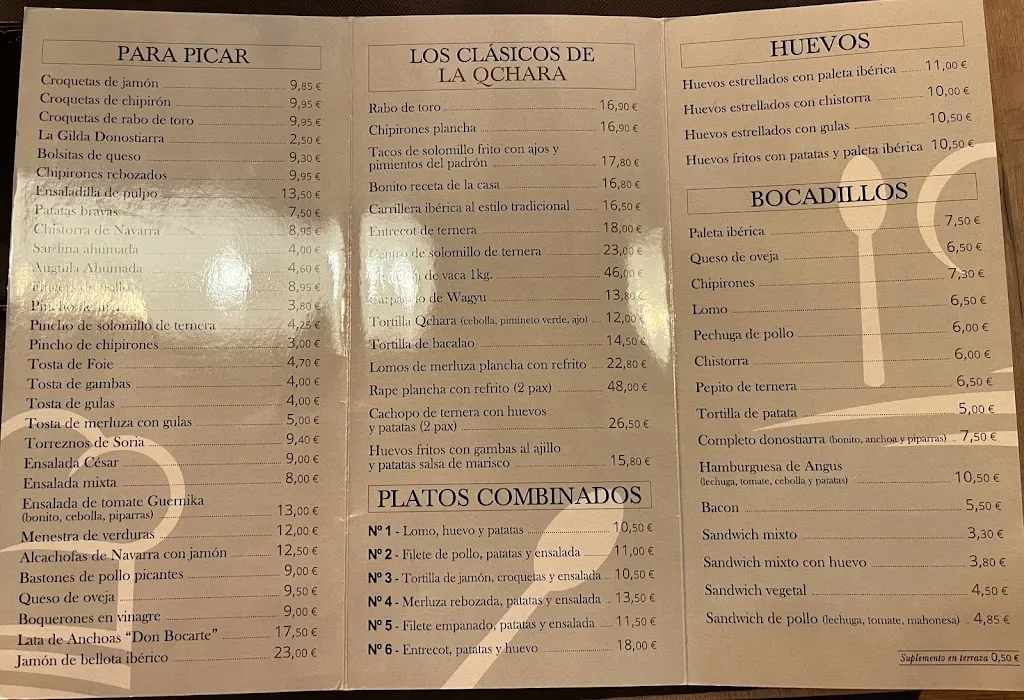 PARA PICAR
Croquetas de jamón 9,85 €
Croquetas de chipirón 9,95 €
Croquetas de rabo de toro 9,95 €
La Gilda Donostiarra 2,50 €
Bolsitas de queso 9,30 €
Chipirones rebozados 9,95 €
Ensaladilla de pulpo 13,50 €
Patatas bravas 7,50 €
Chistorra de Navarra 8,95 €
Sardina ahumada 4,00 €
Anguila Ahumada 4,60 €
8,95 €
Pincho de 3,80 €
Pincho de solomillo de ternera 4,25 €
Pincho de chipirones 3,00 €
Tosta de Foie 4,70 €
Tosta de gambas 4,00 €
Tosta de gulas 4,00 €
Tosta de merluza con gulas 5,00 €
Torreznos de Soria 9,40 €
Ensalada César 9,00 €
Ensalada mixta 8,00 €
Ensalada de tomate Guernika
(bonito, cebolla, piparras) 13,00 €
Menestra de verduras 12,00 €
Alcachofas de Navarra con jamón 12,50 €
Bastones de pollo picantes 9,00 €
Queso de oveja 9,50 €
Boquerones en vinagre 9,00 €
Lata de Anchoas "Don Bocarte" 17,50 €
Jamón de bellota ibérico 23,00 €
LOS CLÁSICOS DE
LA QCHARA
Rabo de toro 16,90 €
Chipirones plancha 16,90 €
Tacos de solomillo frito con ajos y
pimientos del padrón 17,80 €
Bonito receta de la casa 16,80 €
Carrillera ibérica al estilo tradicional 16,50 €
Entrecot de ternera 18,00 €
Centro de solomillo de ternera 23,00 €
de vaca 1kg. 46,00 €
Carpaccio de Wagyu 13,80 €
Tortilla Qchara (cebolla, pimineto verde, ajo) 12,00 €
Tortilla de bacalao 14,50 €
Lomos de merluza plancha con refrito 22,80 €
Rape plancha con refrito (2 pax) 48,00 €
Cachopo de ternera con huevos
y patatas (2 pax) 26,50 €
Huevos fritos con gambas al ajillo
y patatas salsa de marisco 15,80 €
PLATOS COMBINADOS
Nº 1 - Lomo, huevo y patatas 10,50 €
Nº 2 - Filete de pollo, patatas y ensalada 11,00 €
Nº 3 - Tortilla de jamón, croquetas y ensalada 10,50 €
Nº 4 - Merluza rebozada, patatas y ensalada 13,50 €
Nº 5 - Filete empanado, patatas y ensalada 11,50 €
Nº 6 - Entrecot, patatas y huevo 18,00 €
HUEVOS
Huevos estrellados con paleta ibérica 11,00 €
Huevos estrellados con chistorra 10,00 €
Huevos estrellados con gulas 10,50 €
Huevos fritos con patatas y paleta ibérica 10,50 €
BOCADILLOS
Paleta ibérica 7,50 €
Queso de oveja 6,50 €
Chipirones 7,30 €
Lomo 6,50 €
Pechuga de pollo 6,00 €
Chistorra 6,00 €
Pepito de ternera 6,50 €
Tortilla de patata 5,00 €
Completo donostiarra (bonito, anchoa y piparras) 7,50 €
Hamburguesa de Angus
(lechuga, tomate, cebolla y patatas) 10,50 €
Bacon 5,50 €
Sandwich mixto 3,30 €
Sandwich mixto con huevo 3,80 €
Sandwich vegetal 4,50 €
Sandwich de pollo (lechuga, tomate, mahonesa) 4,85 €
Suplemento en terraza 0,50 €